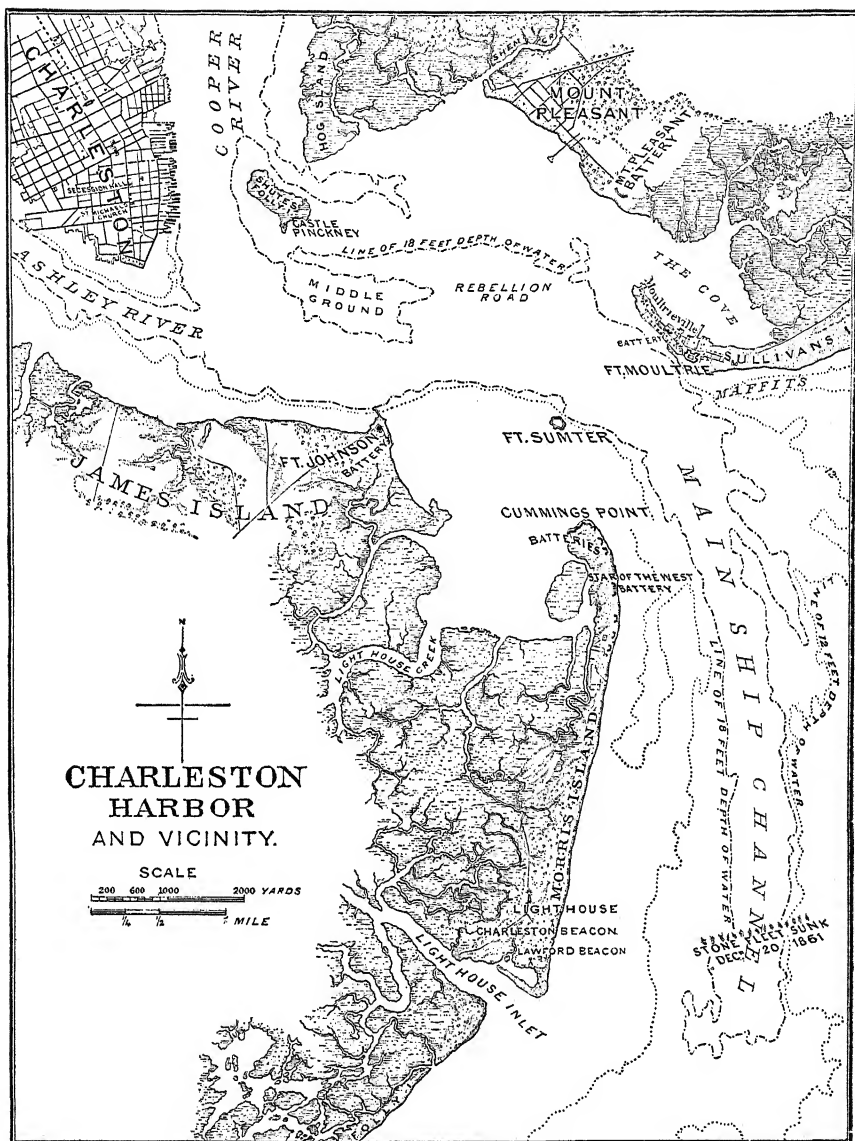 CHARLESTON
COOPER
RIVER
HOG ISLAND
MOUNT
PLEASANT
MT. PLEASANT
BATTERY
SECESSION HALL
ST MICHAELS
CHURCH
SHUTES
FOLLY
CASTLE
PINCKNEY
LINE OF 18 FEET DEPTH OF WATER
ASHLEY RIVER
MIDDLE
GROUND
REBELLION
ROAD
THE COVE
Moultrieville
BATTERY
SULLIVANS I
FT. MOULTRIE
MAFFITS
FT. SUMTER
FT. JOHNSON
BATTERY
JAMES ISLAND
CUMMINGS POINT.
BATTERIES
STAR OF THE WEST
BATTERY
MAIN SHIP CHANNEL
LINE OF 12 FEET DEPTH OF WATER
LINE OF 18 FEET DEPTH OF WATER
LIGHT HOUSE CREEK
N
CHARLESTON
HARBOR
AND VICINITY.
SCALE
200 600 1000 2000 YARDS
¼ ½ MILE
MORRIS ISLAND
LIGHT HOUSE
CHARLESTON BEACON
LAWFORD BEACON
LIGHT HOUSE INLET
STONE FLEET SUNK
DEC. 20, 1861